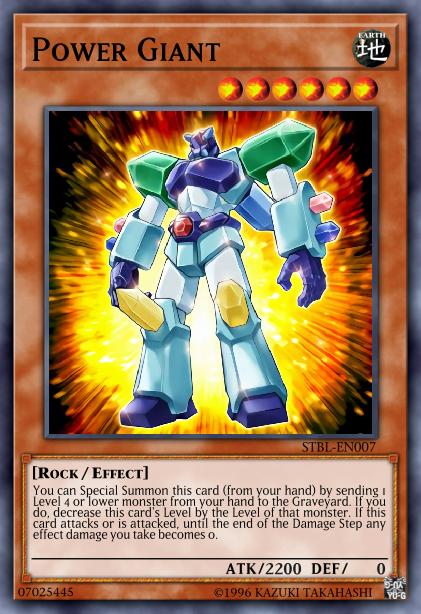 POWER GIANT
EARTH
地
STBL-EN007
[ROCK / EFFECT]
You can Special Summon this card (from your hand) by sending 1
Level 4 or lower monster from your hand to the Graveyard. If you
do, decrease this card's Level by the Level of that monster. If this
card attacks or is attacked, until the end of the Damage Step any
effect damage you take becomes 0.
ATK/2200 DEF/ 0
07025445
©1996 KAZUKI TAKAHASHI